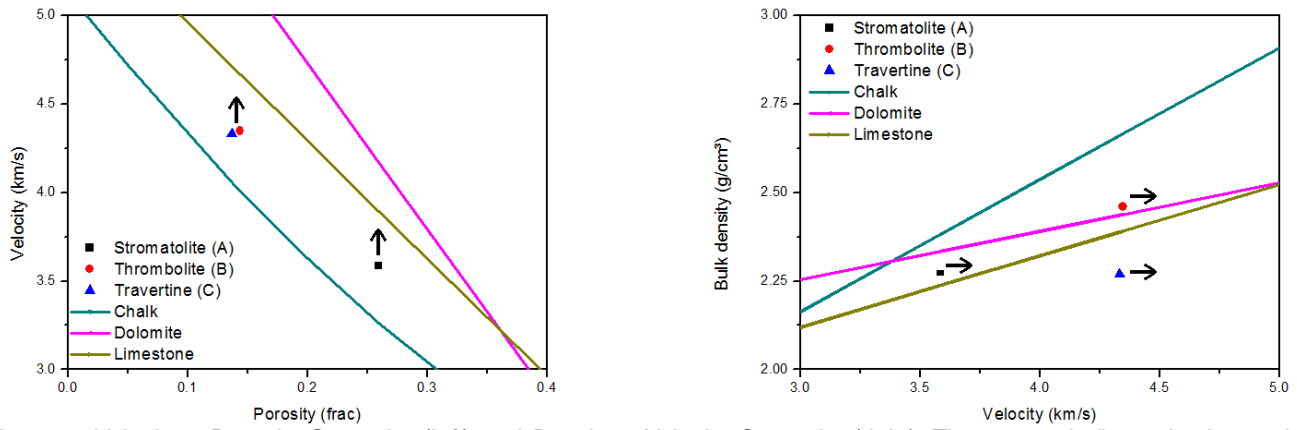 5.0
4.5
4.0
3.5
3.0
Velocity (km/s)
Stromatolite (A)
Thrombolite (B)
Travertine (C)
Chalk
Dolomite
Limestone
0.0 0.1 0.2 0.3 0.4
Porosity (frac)
3.00
2.75
2.50
2.25
2.00
Bulk density (g/cm³)
Stromatolite (A)
Thrombolite (B)
Travertine (C)
Chalk
Dolomite
Limestone
3.0 3.5 4.0 4.5 5.0
Velocity (km/s)